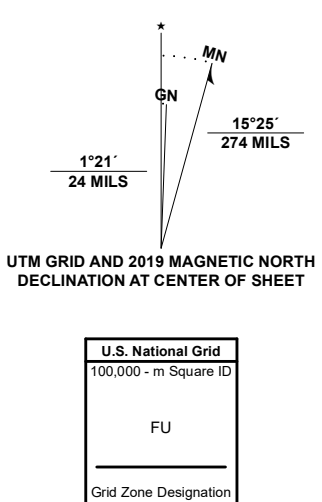 ★
MN
GN
15°25´
274 MILS
1°21´
24 MILS
UTM GRID AND 2019 MAGNETIC NORTH
DECLINATION AT CENTER OF SHEET
U.S. National Grid
100,000 - m Square ID
FU
Grid Zone Designation